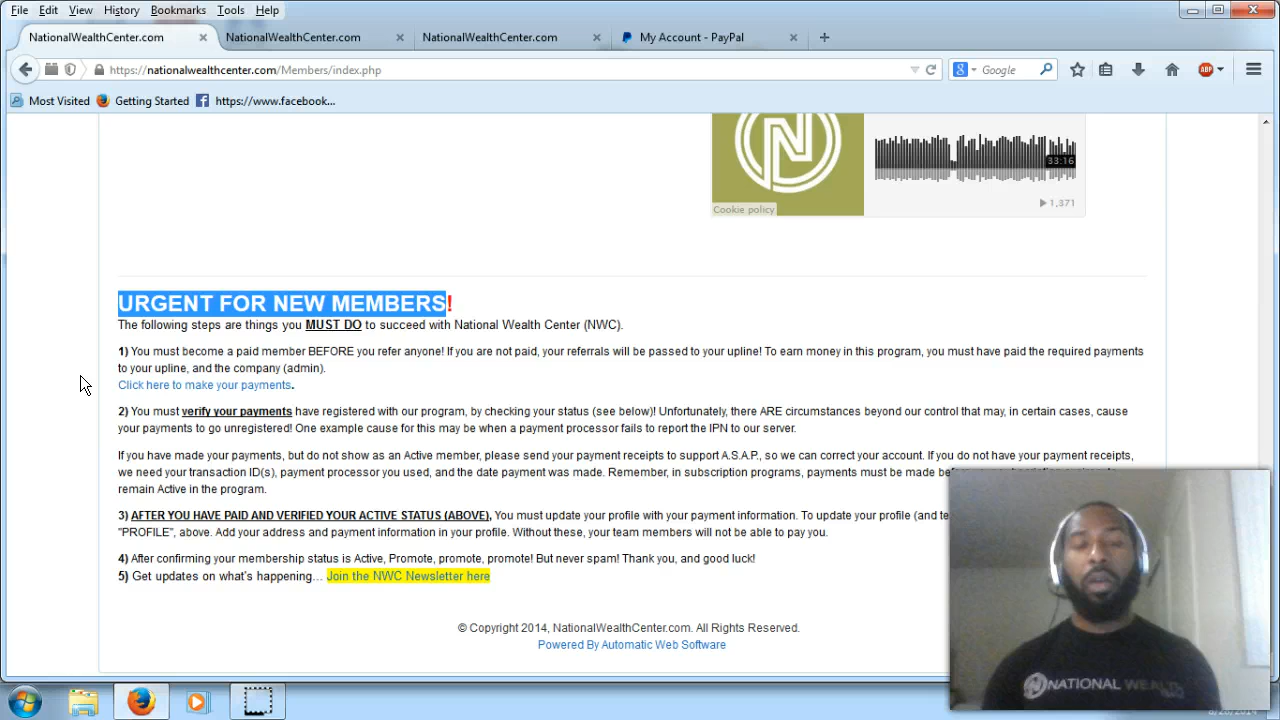 File Edit View History Bookmarks Tools Help
NationalWealthCenter.com
NationalWealthCenter.com
NationalWealthCenter.com
My Account - PayPal
https://nationalwealthcenter.com/Members/index.php
Google
ABP
Most Visited
Getting Started
https://www.facebook...
N
33:16
Cookie policy
1,371
URGENT FOR NEW MEMBERS!
The following steps are things you MUST DO to succeed with National Wealth Center (NWC).
1) You must become a paid member BEFORE you refer anyone! If you are not paid, your referrals will be passed to your upline! To earn money in this program, you must have paid the required payments
to your upline, and the company (admin).
Click here to make your payments.
2) You must verify your payments have registered with our program, by checking your status (see below)! Unfortunately, there ARE circumstances beyond our control that may, in certain cases, cause
your payments to go unregistered! One example cause for this may be when a payment processor fails to report the IPN to our server.
If you have made your payments, but do not show as an Active member, please send your payment receipts to support A.S.A.P., so we can correct your account. If you do not have your payment receipts,
we need your transaction ID(s), payment processor you used, and the date payment was made. Remember, in subscription programs, payments must be made
remain Active in the program.
3) AFTER YOU HAVE PAID AND VERIFIED YOUR ACTIVE STATUS (ABOVE), You must update your profile with your payment information. To update your profile (and
"PROFILE", above. Add your address and payment information in your profile. Without these, your team members will not be able to pay you.
4) After confirming your membership status is Active, Promote, promote, promote! But never spam! Thank you, and good luck!
5) Get updates on what's happening... Join the NWC Newsletter here
© Copyright 2014, NationalWealthCenter.com. All Rights Reserved.
Powered By Automatic Web Software
NATIONAL WEALTH